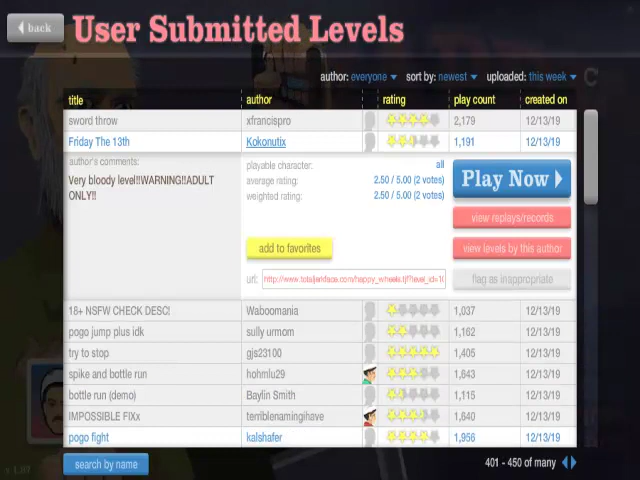 back
User Submitted Levels
author: everyone sort by: newest uploaded: this week
title author rating play count created on
sword throw xfrancispro 2,179 12/13/19
Friday The 13th Kokonutix 1,191 12/13/19
author's comments:
Very bloody level!!WARNING!!ADULT
ONLY!!
playable character: all
average rating: 2.50 / 5.00 (2 votes)
weighted rating: 2.50 / 5.00 (2 votes)
Play Now
view replays/records
add to favorites
view levels by this author
url: http://www.totaljerkface.com/happy_wheels.tjf?level_id=1
flag as inappropriate
18+ NSFW CHECK DESC! Waboomania 1,037 12/13/19
pogo jump plus idk sully urmom 1,162 12/13/19
try to stop gjs23100 1,405 12/13/19
spike and bottle run hohmlu29 1,643 12/13/19
bottle run (demo) Baylin Smith 1,115 12/13/19
IMPOSSIBLE FIXx terriblenamingihave 1,640 12/13/19
pogo fight kalshafer 1,956 12/13/19
search by name
401 - 450 of many